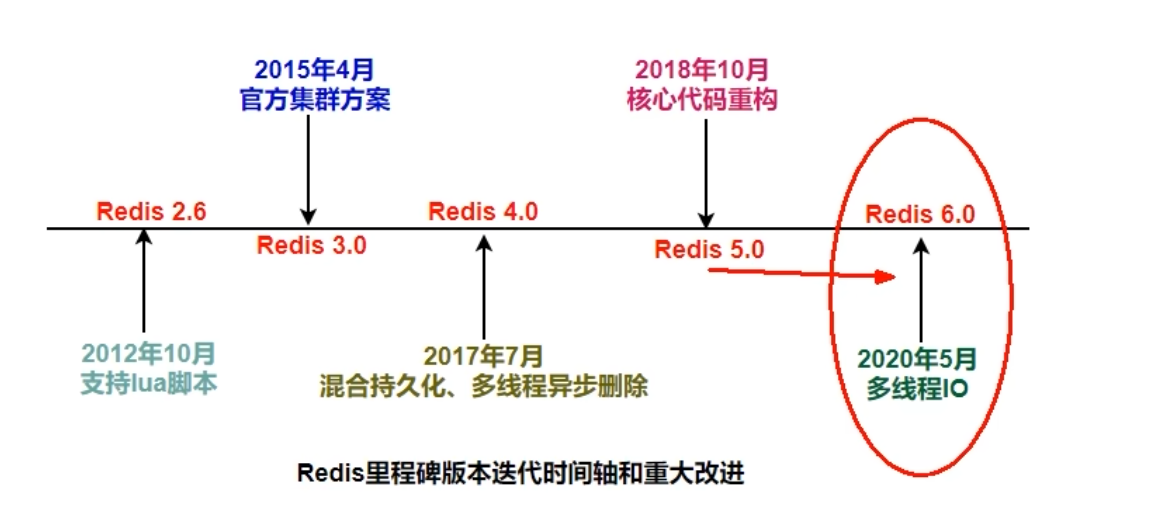 2015年4月
官方集群方案
2018年10月
核心代码重构
Redis 2.6
Redis 3.0
Redis 4.0
Redis 5.0
Redis 6.0
2012年10月
支持lua脚本
2017年7月
混合持久化、多线程异步删除
2020年5月
多线程IO
Redis里程碑版本迭代时间轴和重大改进